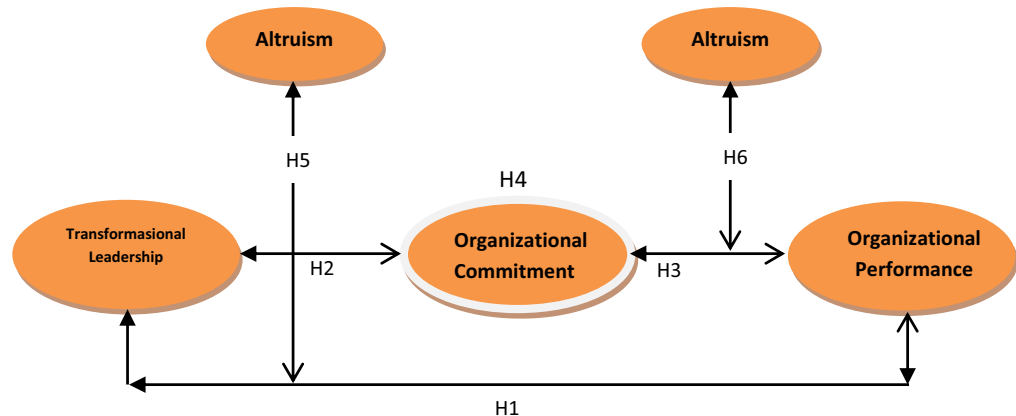 Altruism
Altruism
H5
H6
H4
Transformasional
Leadership
Organizational
Commitment
Organizational
Performance
H2
H3
H1